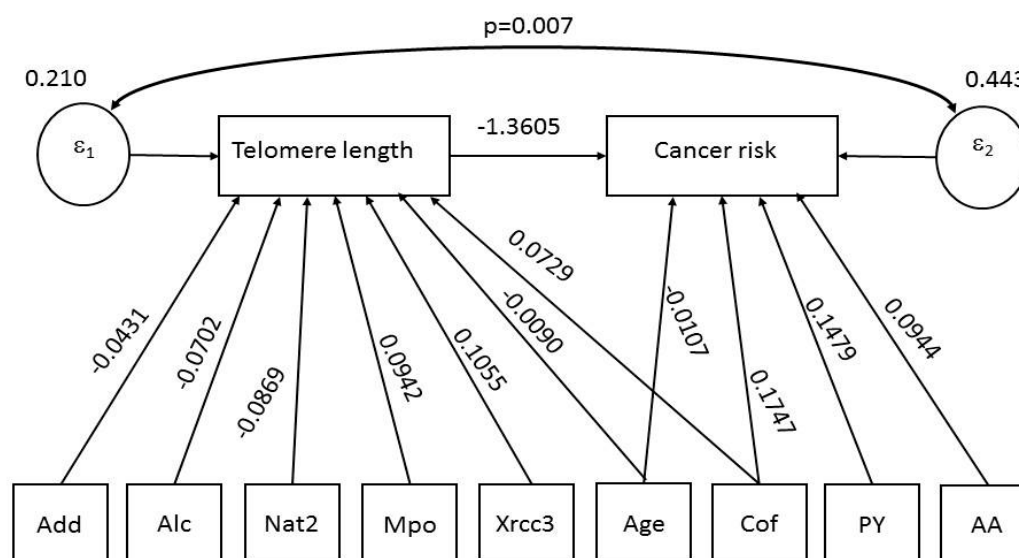 p=0.007
0.210
0.443
ε1
Telomere length
-1.3605
Cancer risk
ε2
-0.0431
-0.0702
-0.0869
0.0942
0.1055
-0.0090
0.0729
-0.0107
0.1747
0.1479
0.0944
Add
Alc
Nat2
Mpo
Xrcc3
Age
Cof
PY
AA